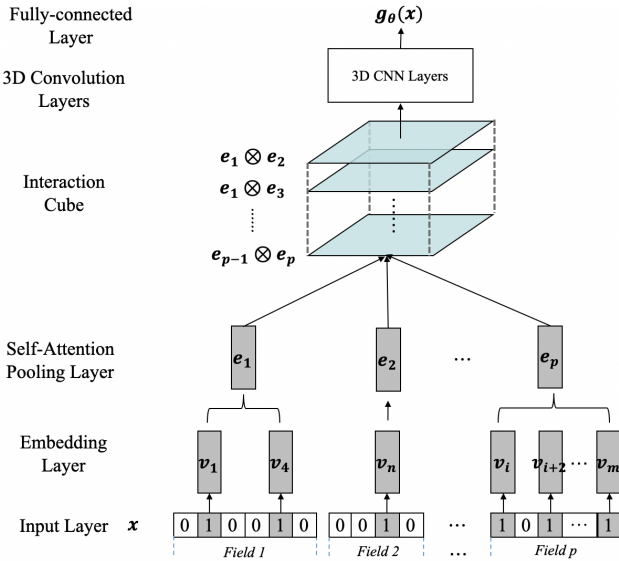 Fully-connected
Layer
g_θ(x)
3D Convolution
Layers
3D CNN Layers
Interaction
Cube
e_1 ⊗ e_2
e_1 ⊗ e_3
e_{p-1} ⊗ e_p
Self-Attention
Pooling Layer
e_1
e_2
...
e_p
Embedding
Layer
v_1
v_4
v_n
v_i
v_{i+2}
...
v_m
Input Layer x
0 1 0 0 1 0
0 0 1 0
...
1 0 1 ... 1
Field 1
Field 2
...
Field p